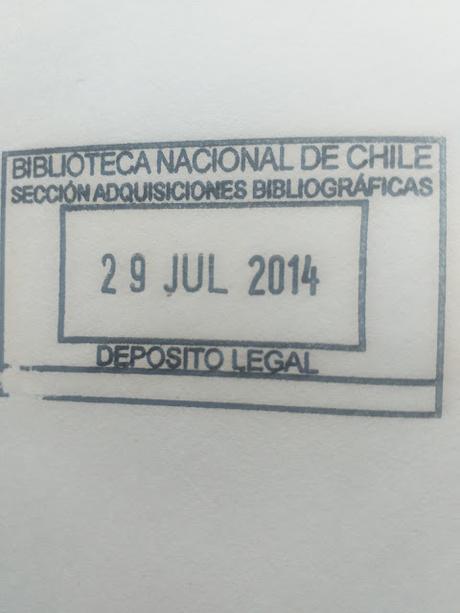 BIBLIOTECA NACIONAL DE CHILE
SECCIÓN ADQUISICIONES BIBLIOGRÁFICAS
29 JUL 2014
DEPOSITO LEGAL